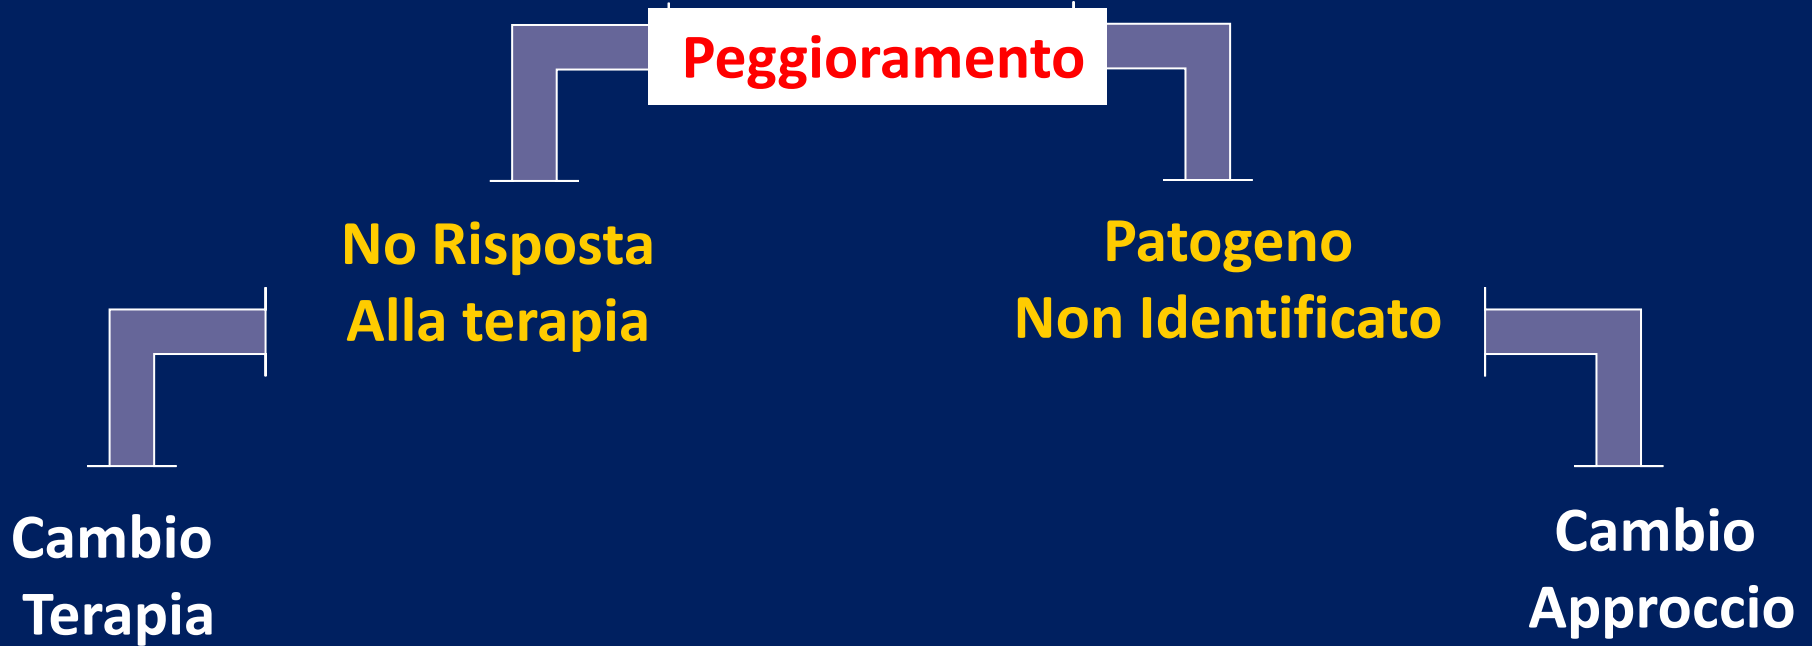 Peggioramento
No Risposta
Alla terapia
Patogeno
Non Identificato
Cambio
Terapia
Cambio
Approccio